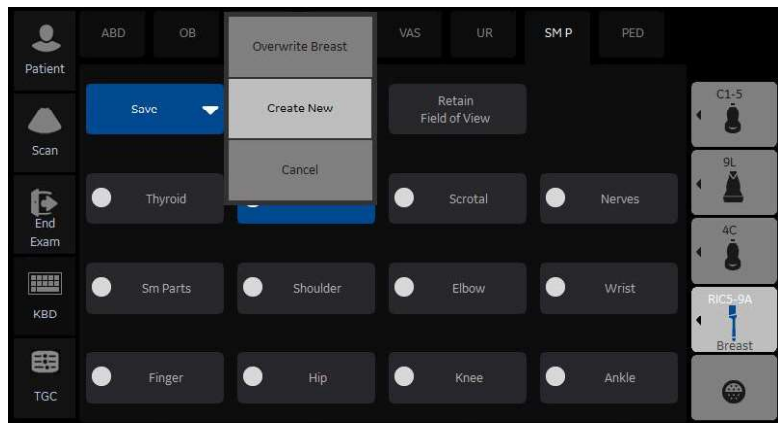 Patient
Scan
End
Exam
KBD
TGC
ABD
OB
VAS
UR
SM P
PED
Overwrite Breast
Create New
Cancel
Save
Retain
Field of View
Thyroid
Scrotal
Nerves
Sm Parts
Shoulder
Elbow
Wrist
Finger
Hip
Knee
Ankle
C1-5
9L
4C
RIC5-9A
Breast